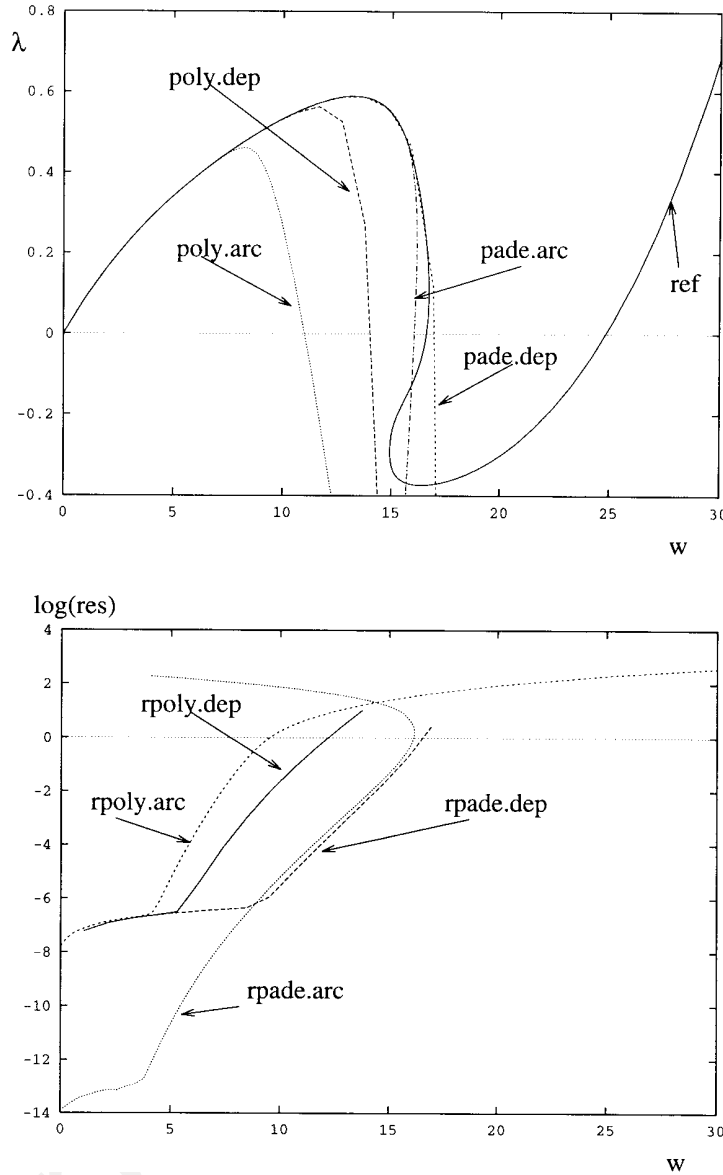 0.8
λ
poly.dep
0.6
0.4
poly.arc
pade.arc
0.2
ref
0
pade.dep
-0.2
-0.4
0 5 10 15 20 25 30
w
log(res)
4
2
rpoly.dep
0
rpoly.arc
-2
rpade.dep
-4
-6
-8
rpade.arc
-10
-12
-14
0 5 10 15 20 25 30
w